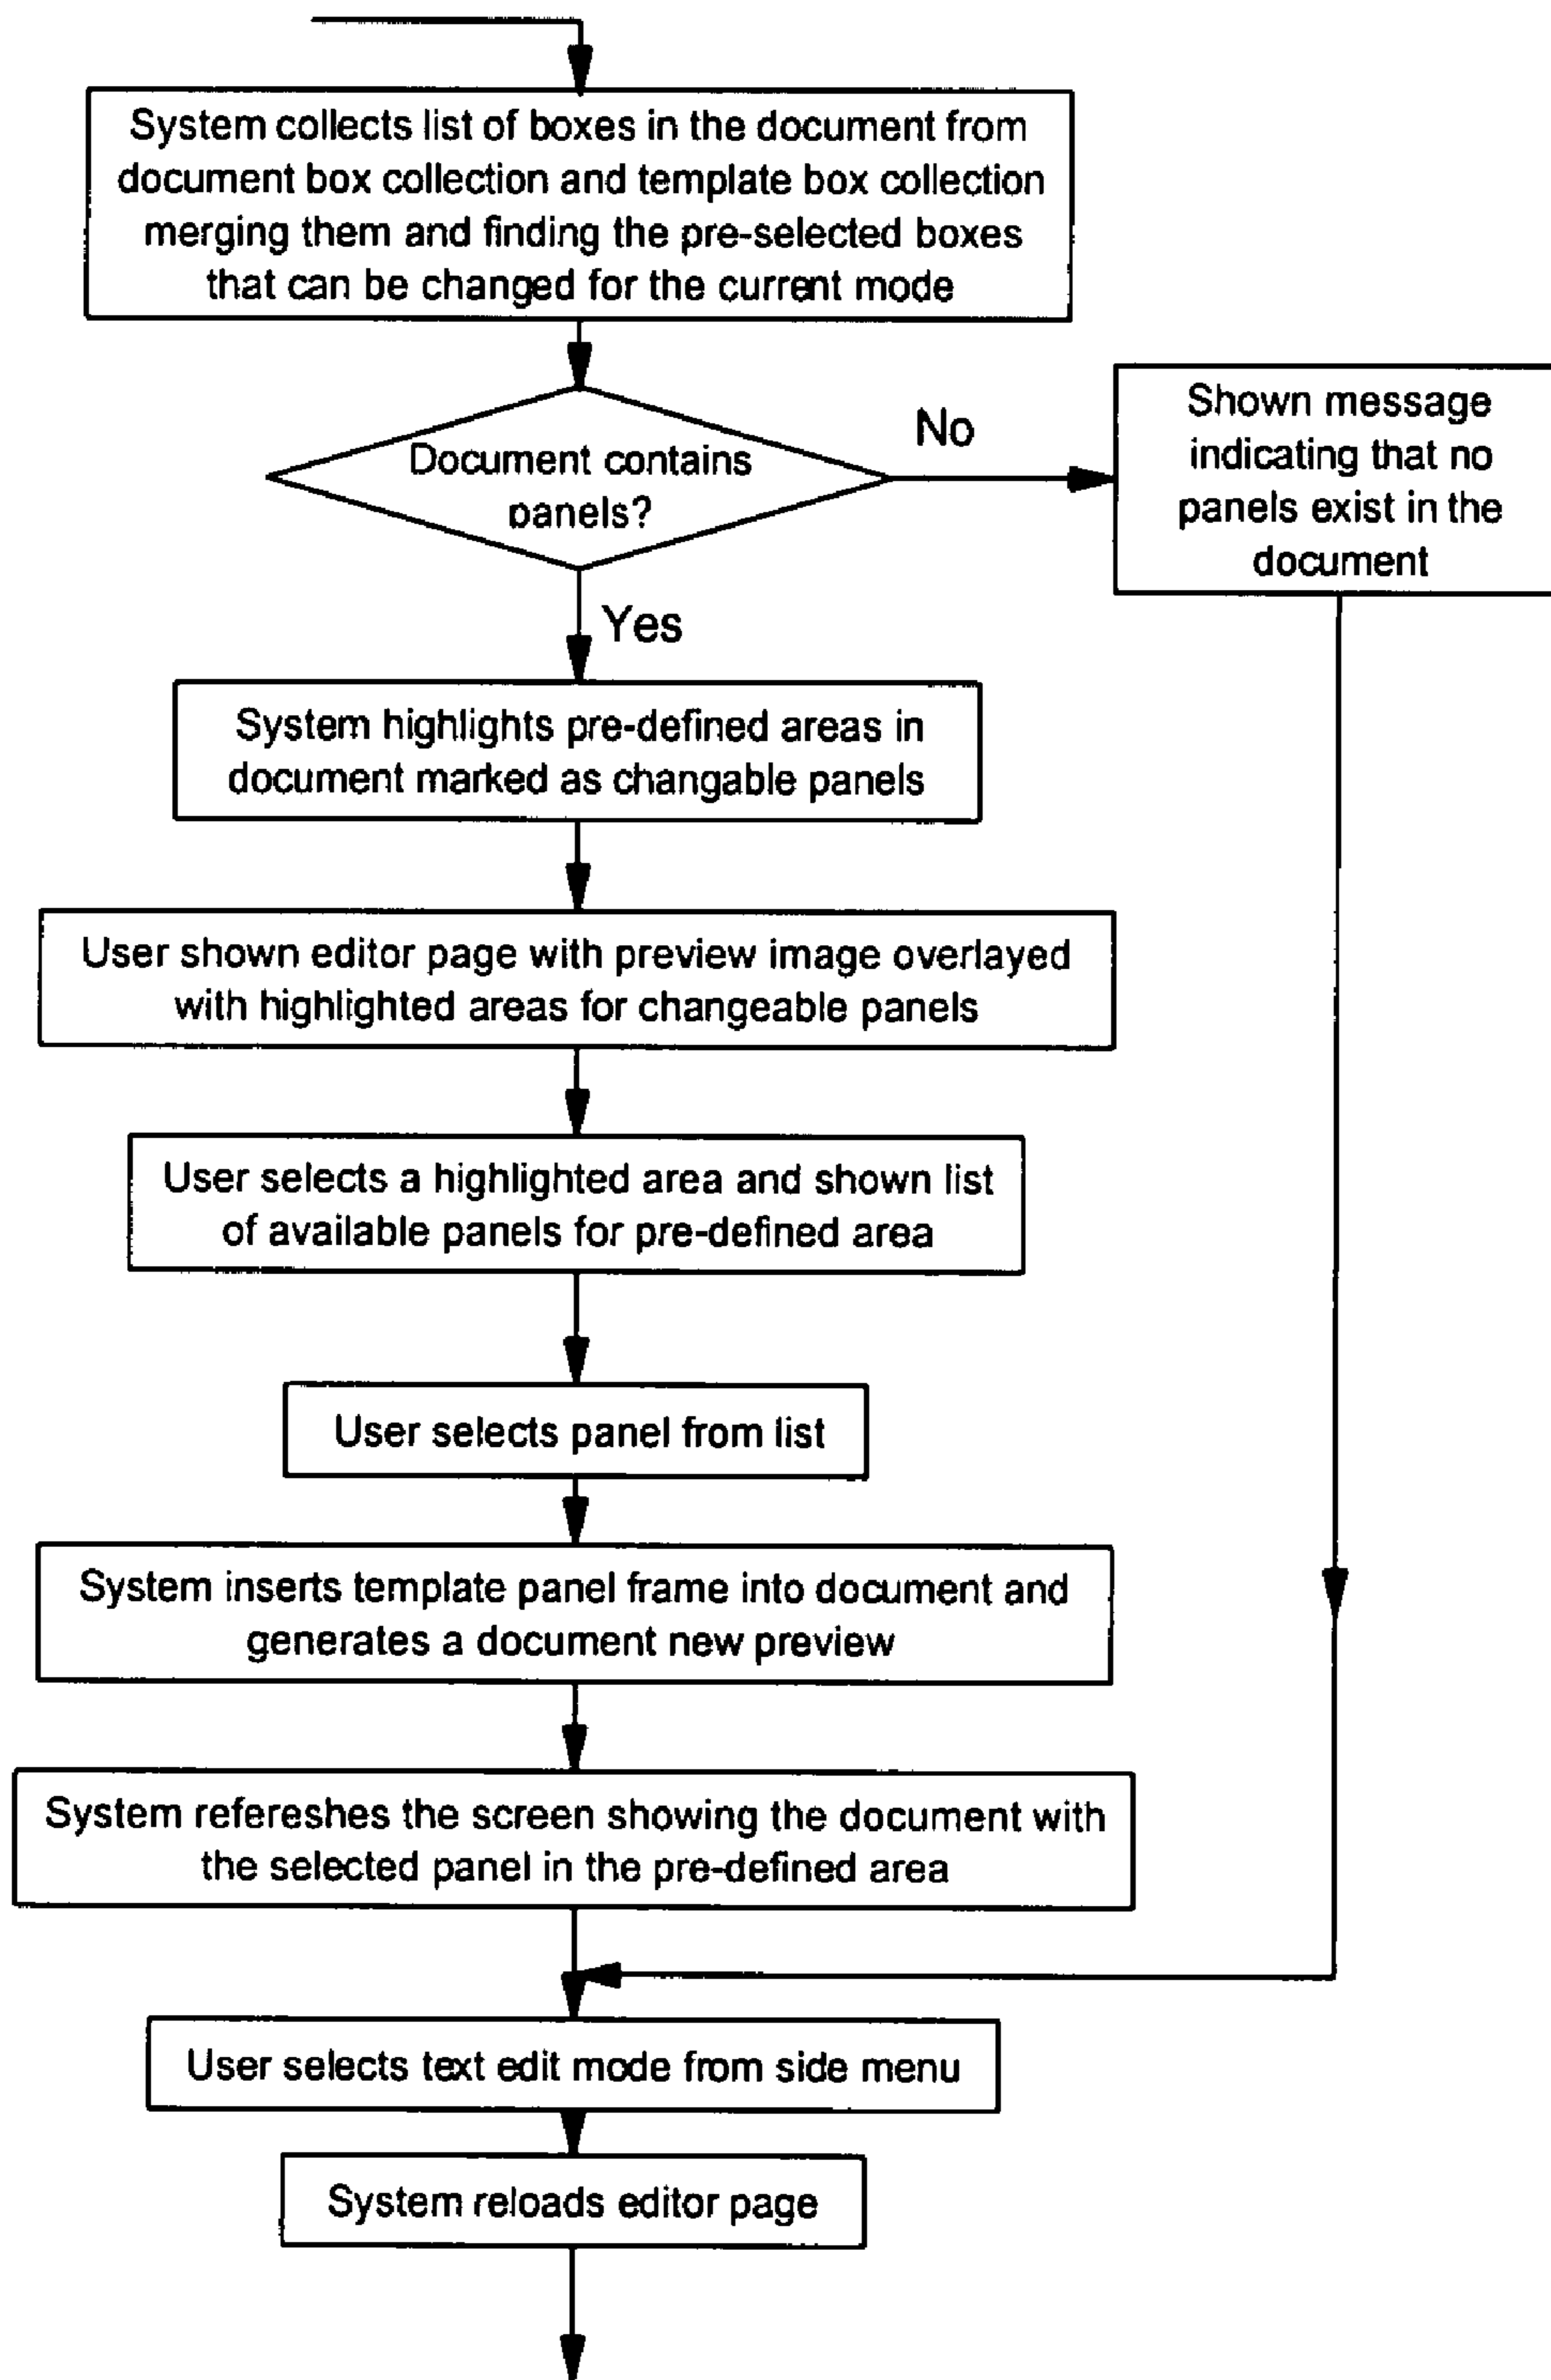 System collects list of boxes in the document from
document box collection and template box collection
merging them and finding the pre-selected boxes
that can be changed for the current mode
Document contains
panels?
No
Shown message
indicating that no
panels exist in the
document
Yes
System highlights pre-defined areas in
document marked as changable panels
User shown editor page with preview image overlayed
with highlighted areas for changeable panels
User selects a highlighted area and shown list
of available panels for pre-defined area
User selects panel from list
System inserts template panel frame into document and
generates a document new preview
System refereshes the screen showing the document with
the selected panel in the pre-defined area
User selects text edit mode from side menu
System reloads editor page